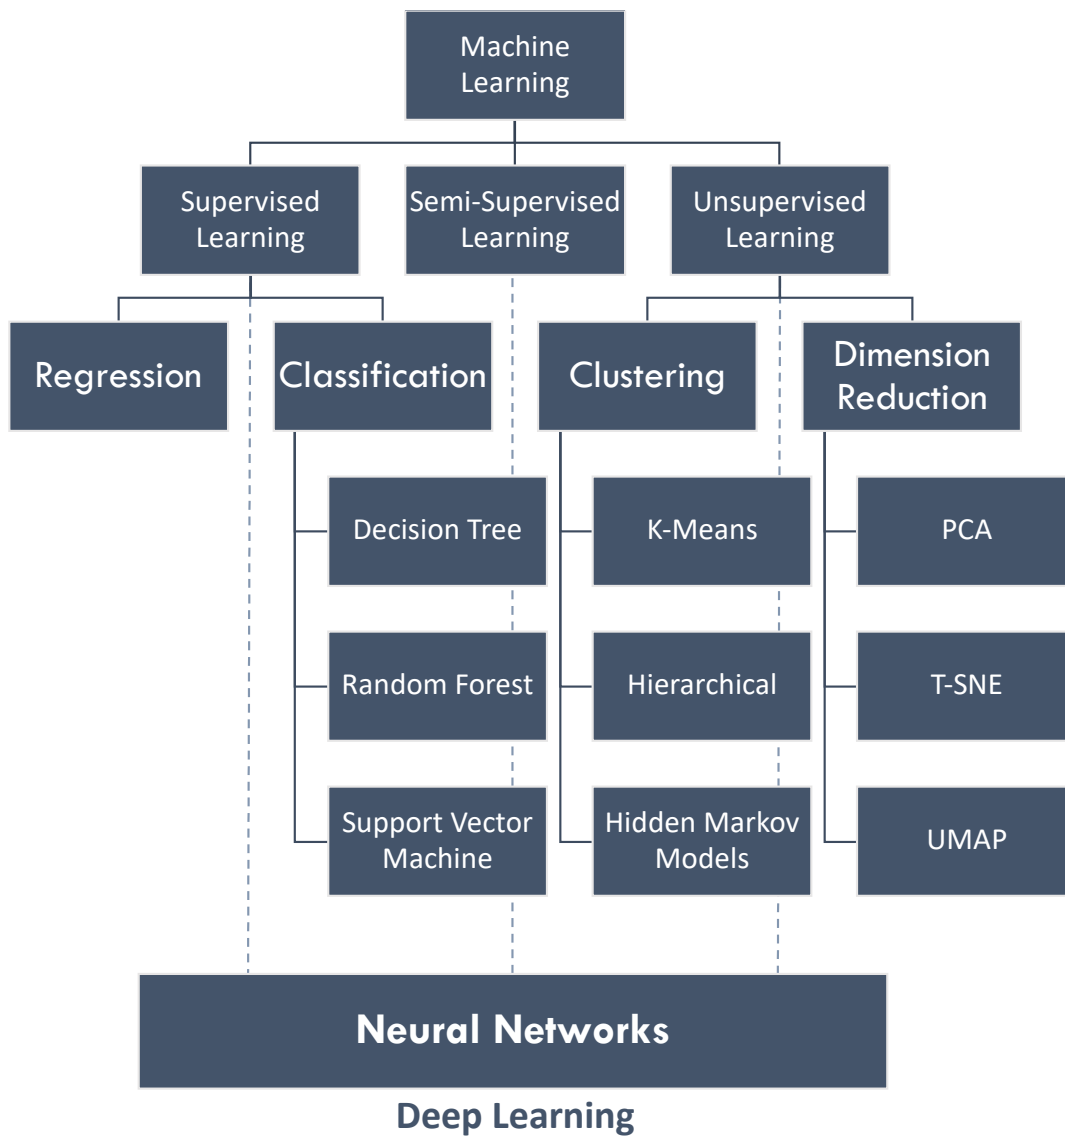 Machine
Learning
Supervised
Learning
Semi-Supervised
Learning
Unsupervised
Learning
Regression
Classification
Clustering
Dimension
Reduction
Decision Tree
K-Means
PCA
Random Forest
Hierarchical
T-SNE
Support Vector
Machine
Hidden Markov
Models
UMAP
Neural Networks
Deep Learning